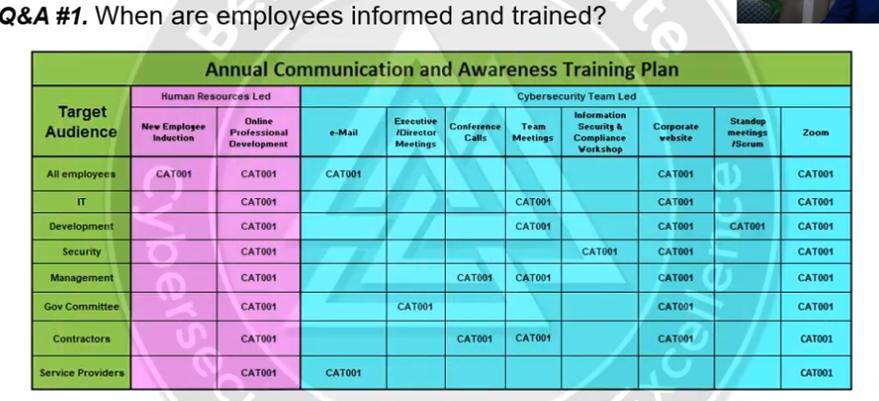 Q&A #1. When are employees informed and trained?
Annual Communication and Awareness Training Plan
Target Audience
Human Resources Led
Cybersecurity Team Led
New Employee Induction
Online Professional Development
e-Mail
Executive /Director Meetings
Conference Calls
Team Meetings
Information Security & Compliance Workshop
Corporate website
Standup meetings /Scrum
Zoom
All employees CAT001 CAT001 CAT001 CAT001 CAT001
IT CAT001 CAT001 CAT001 CAT001
Development CAT001 CAT001 CAT001 CAT001 CAT001
Security CAT001 CAT001 CAT001 CAT001
Management CAT001 CAT001 CAT001 CAT001 CAT001
Gov Committee CAT001 CAT001 CAT001 CAT001
Contractors CAT001 CAT001 CAT001 CAT001 CAT001
Service Providers CAT001 CAT001 CAT001